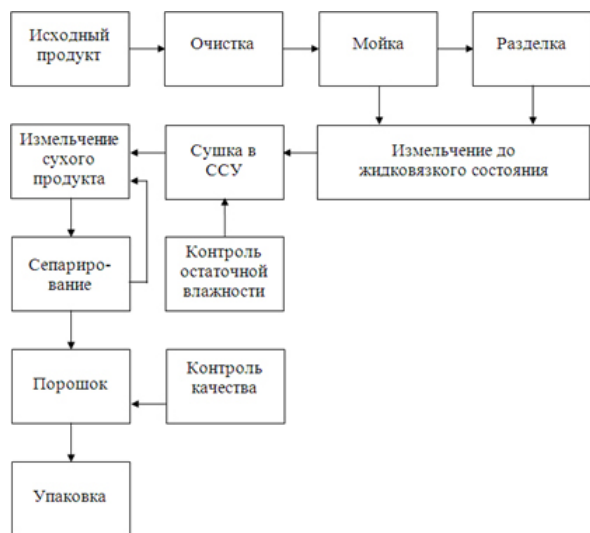 Исходный
продукт
Очистка
Мойка
Разделка
Измельчение
сухого
продукта
Сушка в
ССУ
Измельчение до
жидковязкого состояния
Сепариро-
вание
Контроль
остаточной
влажности
Порошок
Контроль
качества
Упаковка